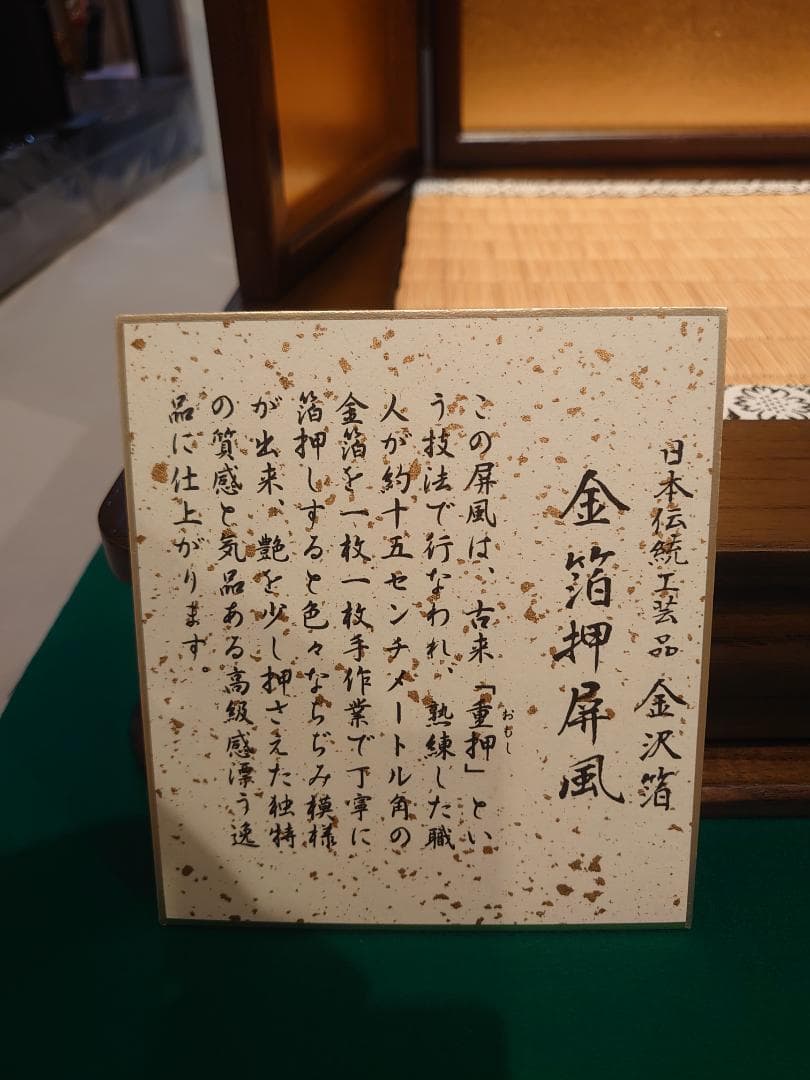 日本伝統工芸品 金沢箔
金箔押屏風
この屏風は、古来「重押」とい
おもし
う技法で行なわれ、熟練した職
人が約十五センチメートル角の
金箔を一枚一枚手作業で丁寧に
箔押しすると色々なちぢみ模様
が出来、艶を少し押さえた独特
の質感と気品ある高級感漂う逸
品に仕上がります。